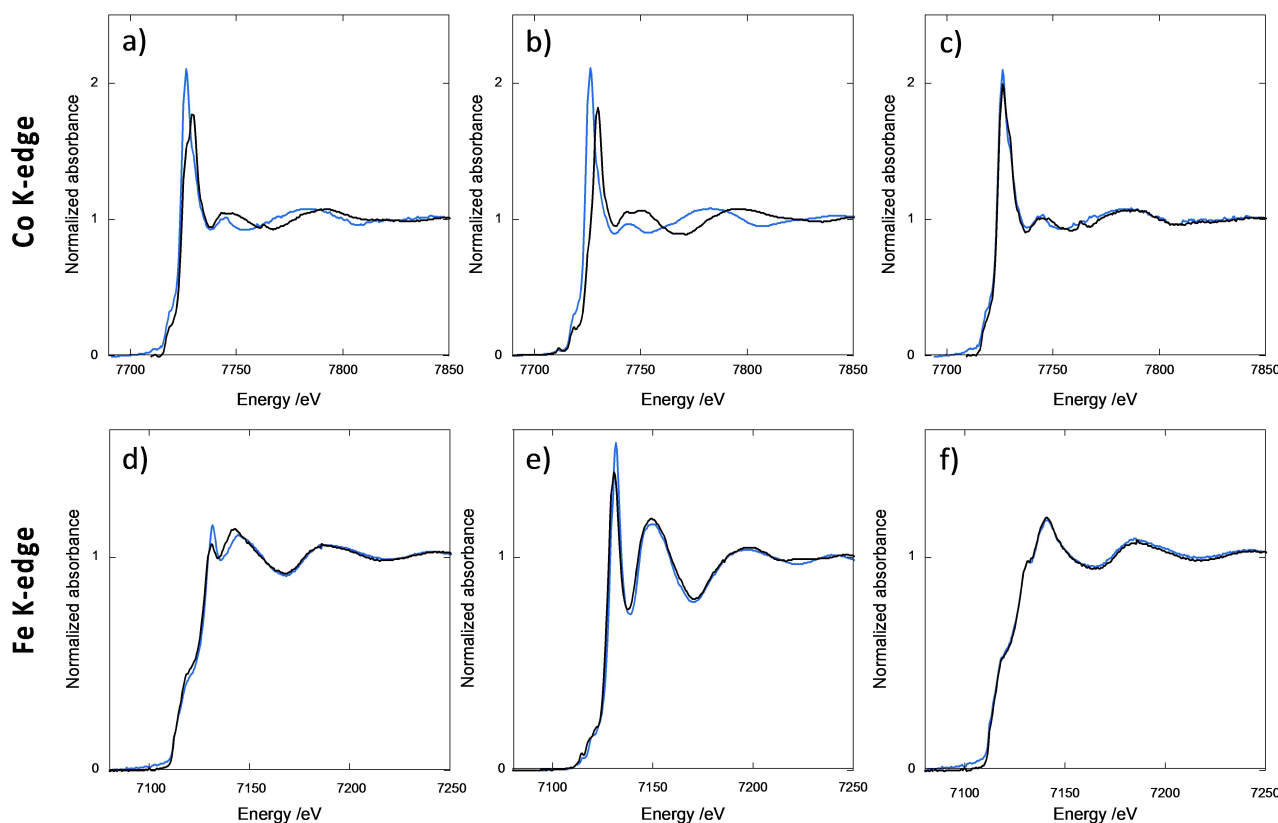 Co K-edge
a)
Normalized absorbance
2
1
0
7700 7750 7800 7850
Energy /eV
b)
Normalized absorbance
2
1
0
7700 7750 7800 7850
Energy /eV
c)
Normalized absorbance
2
1
0
7700 7750 7800 7850
Energy /eV
Fe K-edge
d)
Normalized absorbance
1
0
7100 7150 7200 7250
Energy /eV
e)
Normalized absorbance
1
0
7100 7150 7200 7250
Energy /eV
f)
Normalized absorbance
1
0
7100 7150 7200 7250
Energy /eV